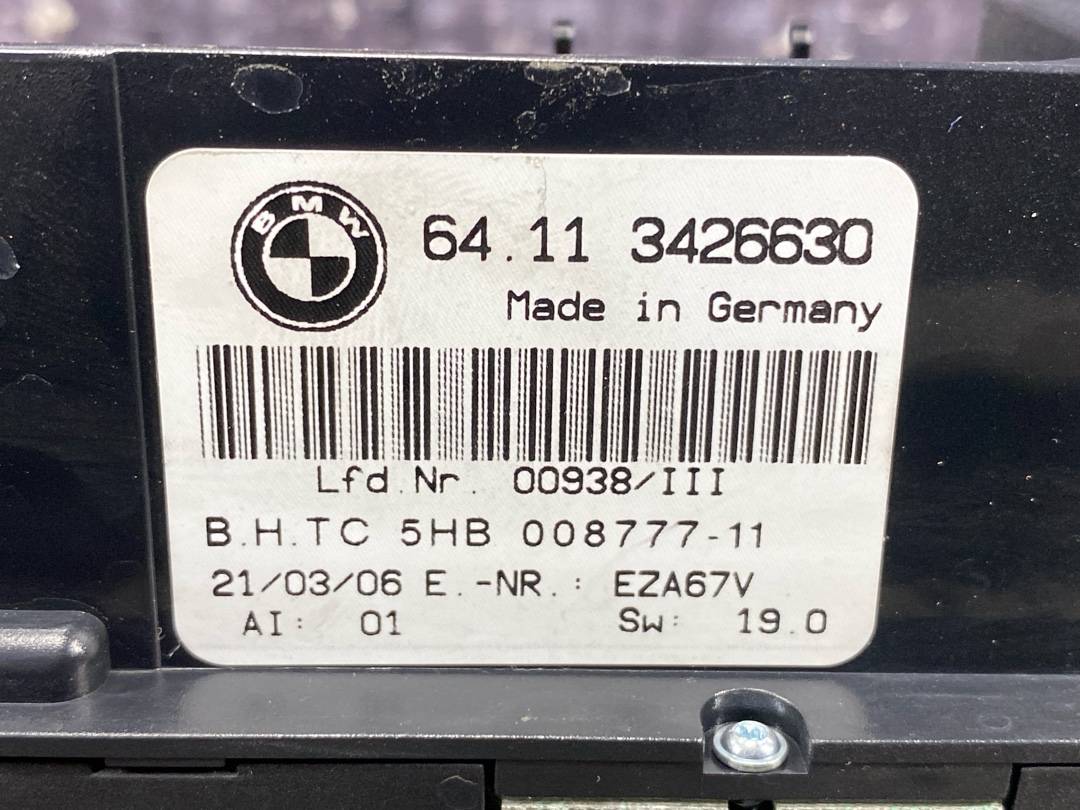 BMW
64.11 3426630
Made in Germany
Lfd.Nr. 00938/III
B.H.TC 5HB 008777-11
21/03/06 E.-NR.: EZA67V
AI: 01 Sw: 19.0